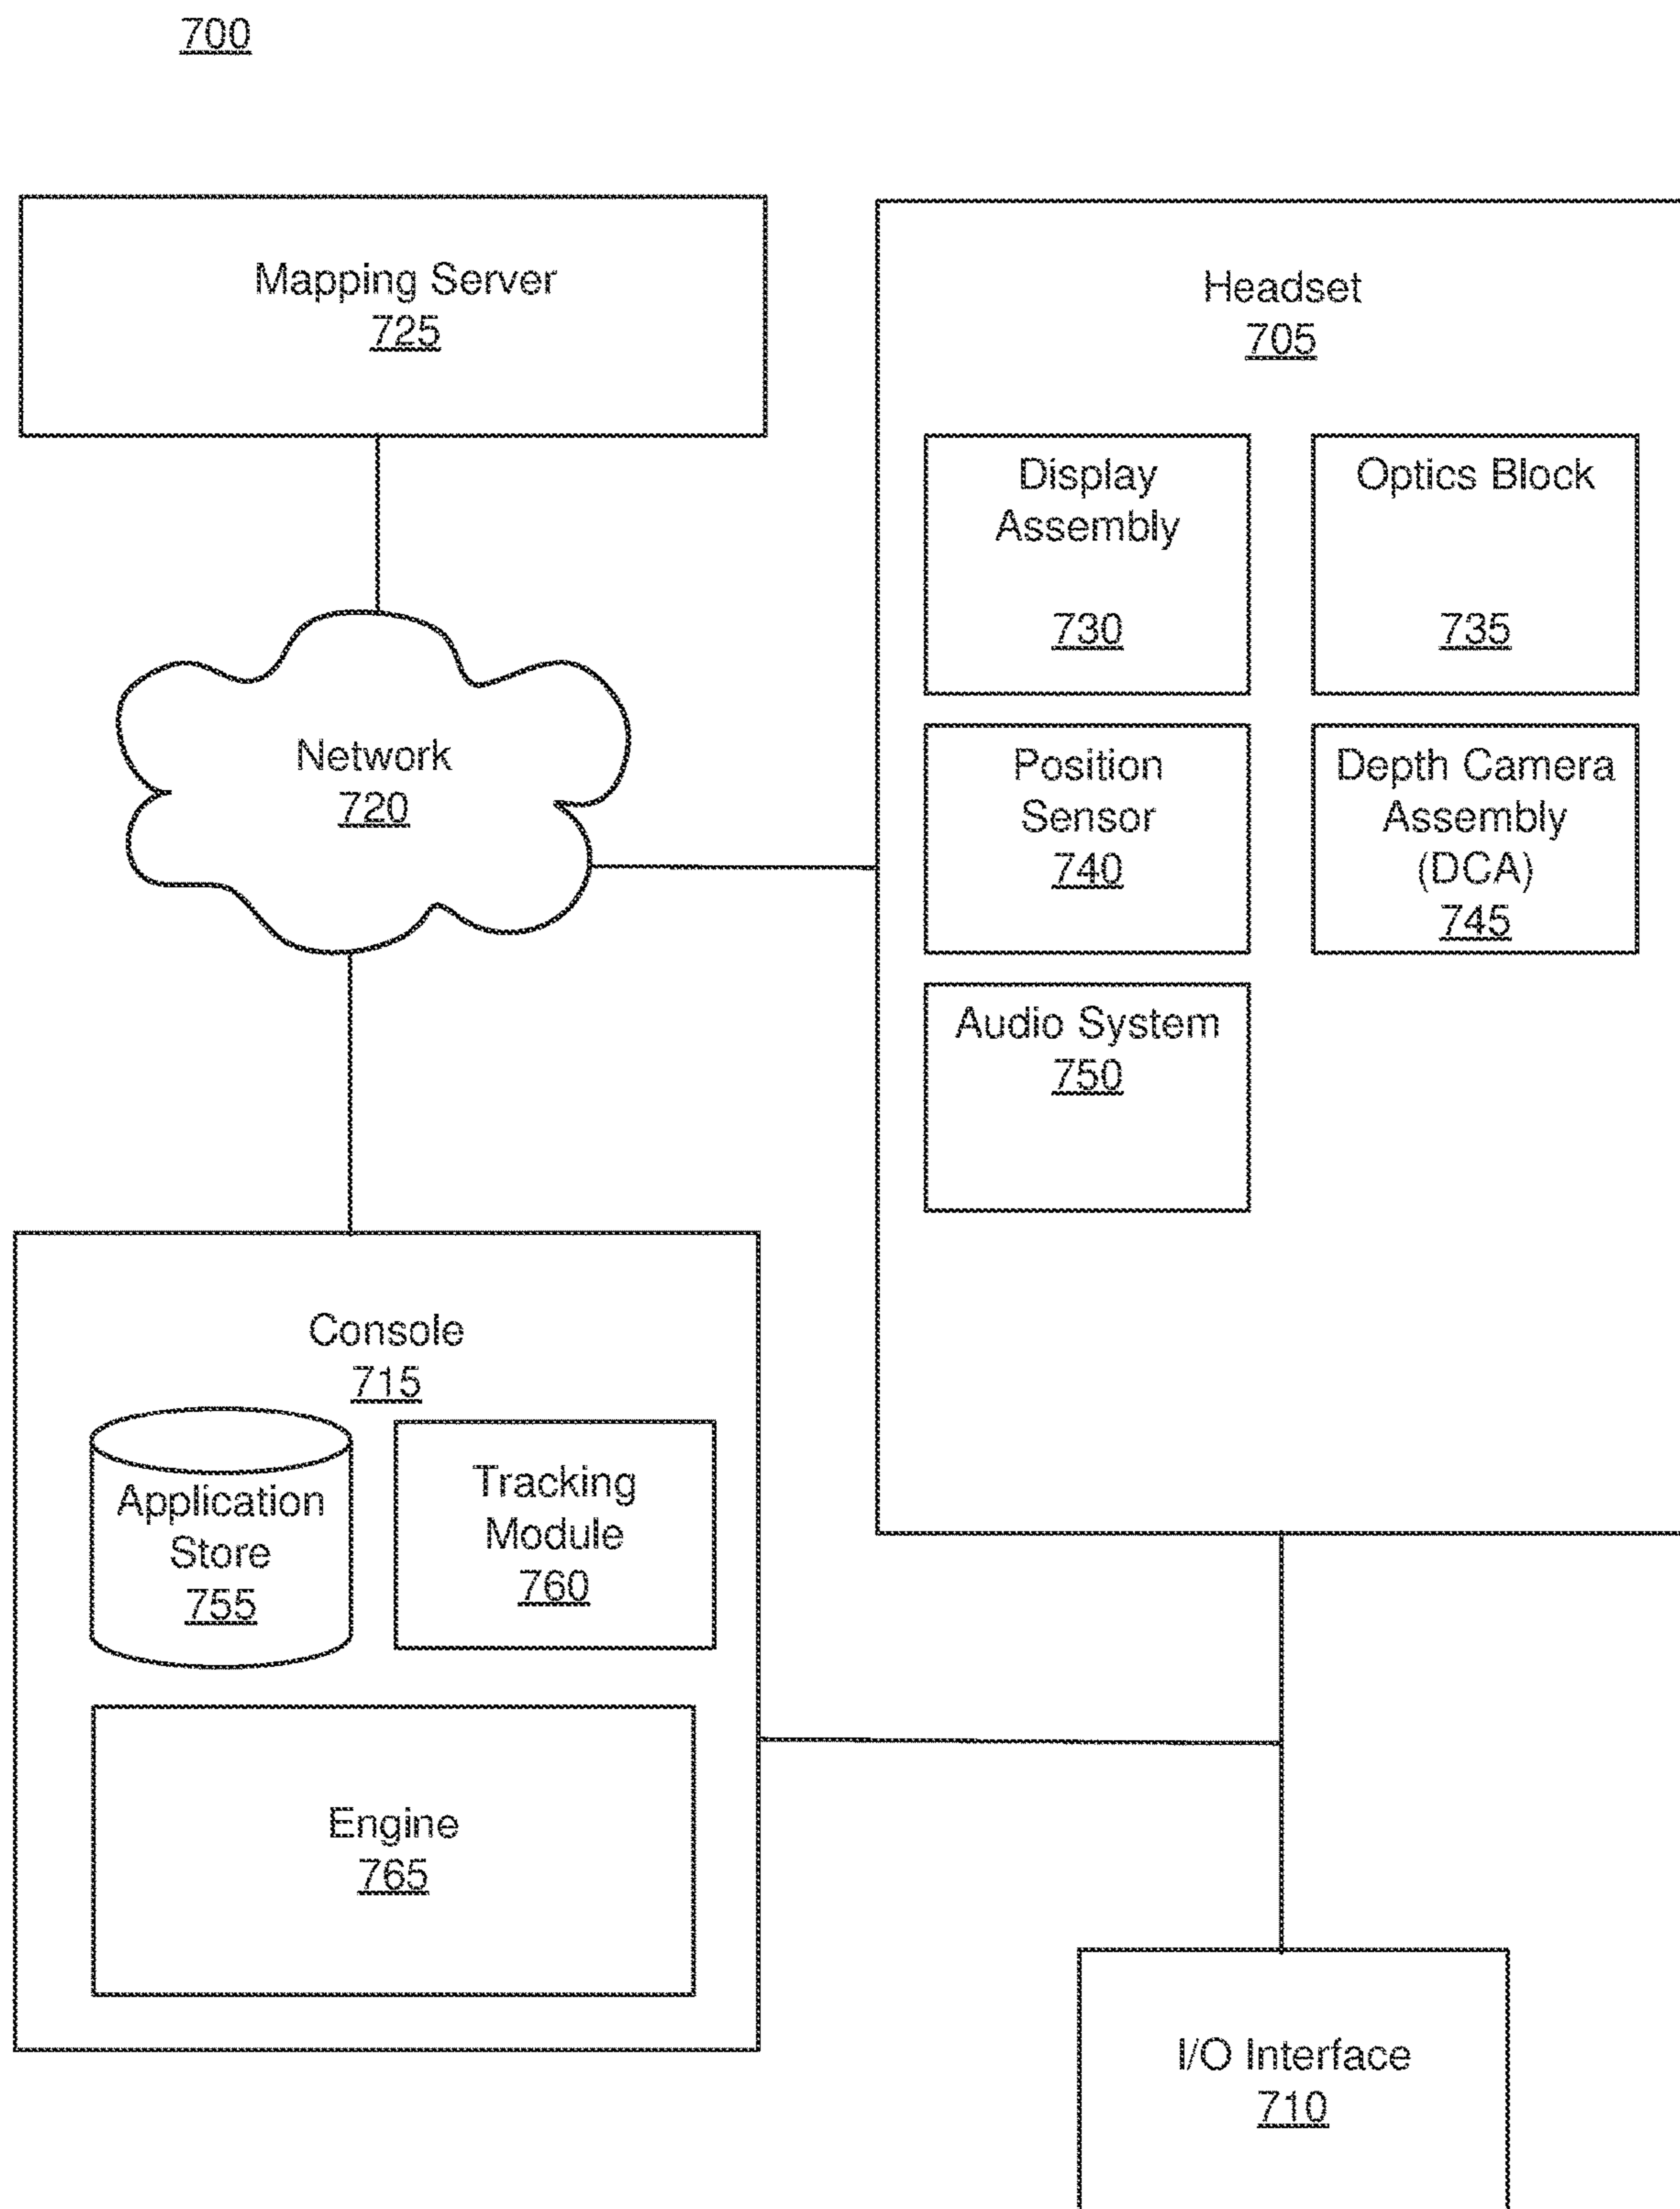 700
Mapping Server
725
Headset
705
Display
Assembly
730
Optics Block
735
Network
720
Position
Sensor
740
Depth Camera
Assembly
(DCA)
745
Audio System
750
Console
715
Application
Store
755
Tracking
Module
760
Engine
765
I/O Interface
710